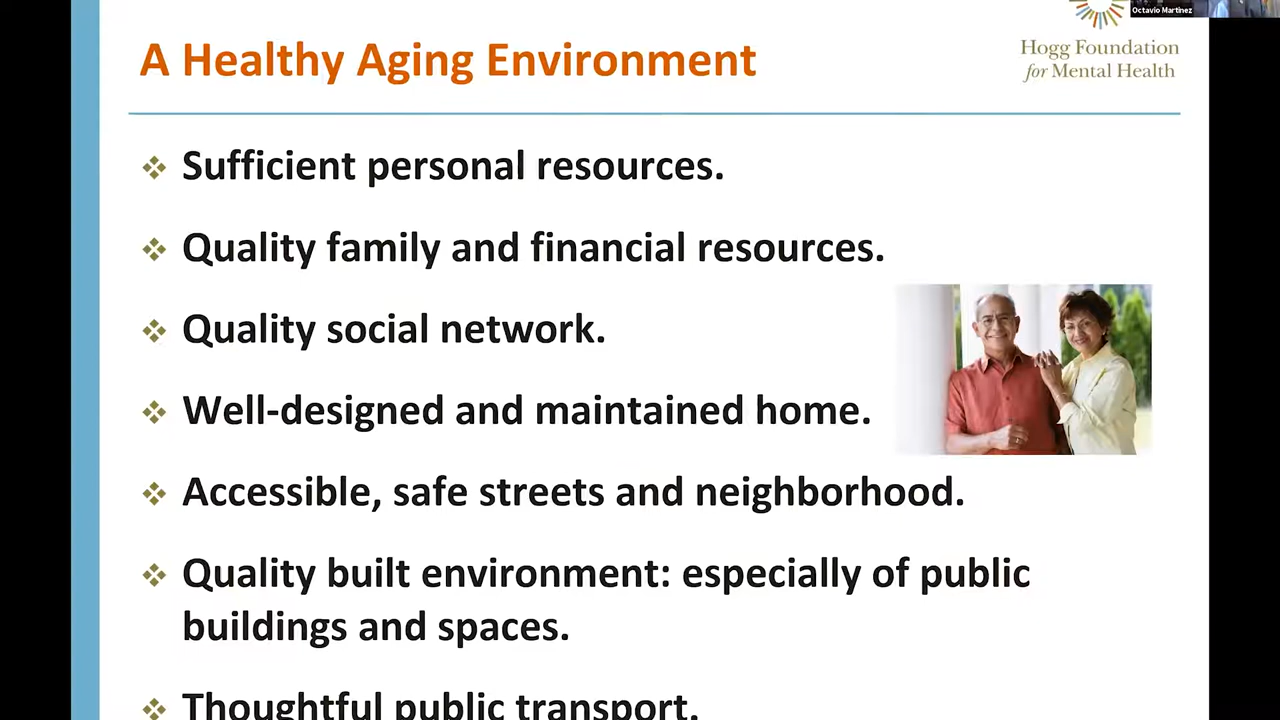 Octavio Martinez
Hogg Foundation
for Mental Health
A Healthy Aging Environment
❖ Sufficient personal resources.
❖ Quality family and financial resources.
❖ Quality social network.
❖ Well-designed and maintained home.
❖ Accessible, safe streets and neighborhood.
❖ Quality built environment: especially of public
buildings and spaces.
❖ Thoughtful public transport.